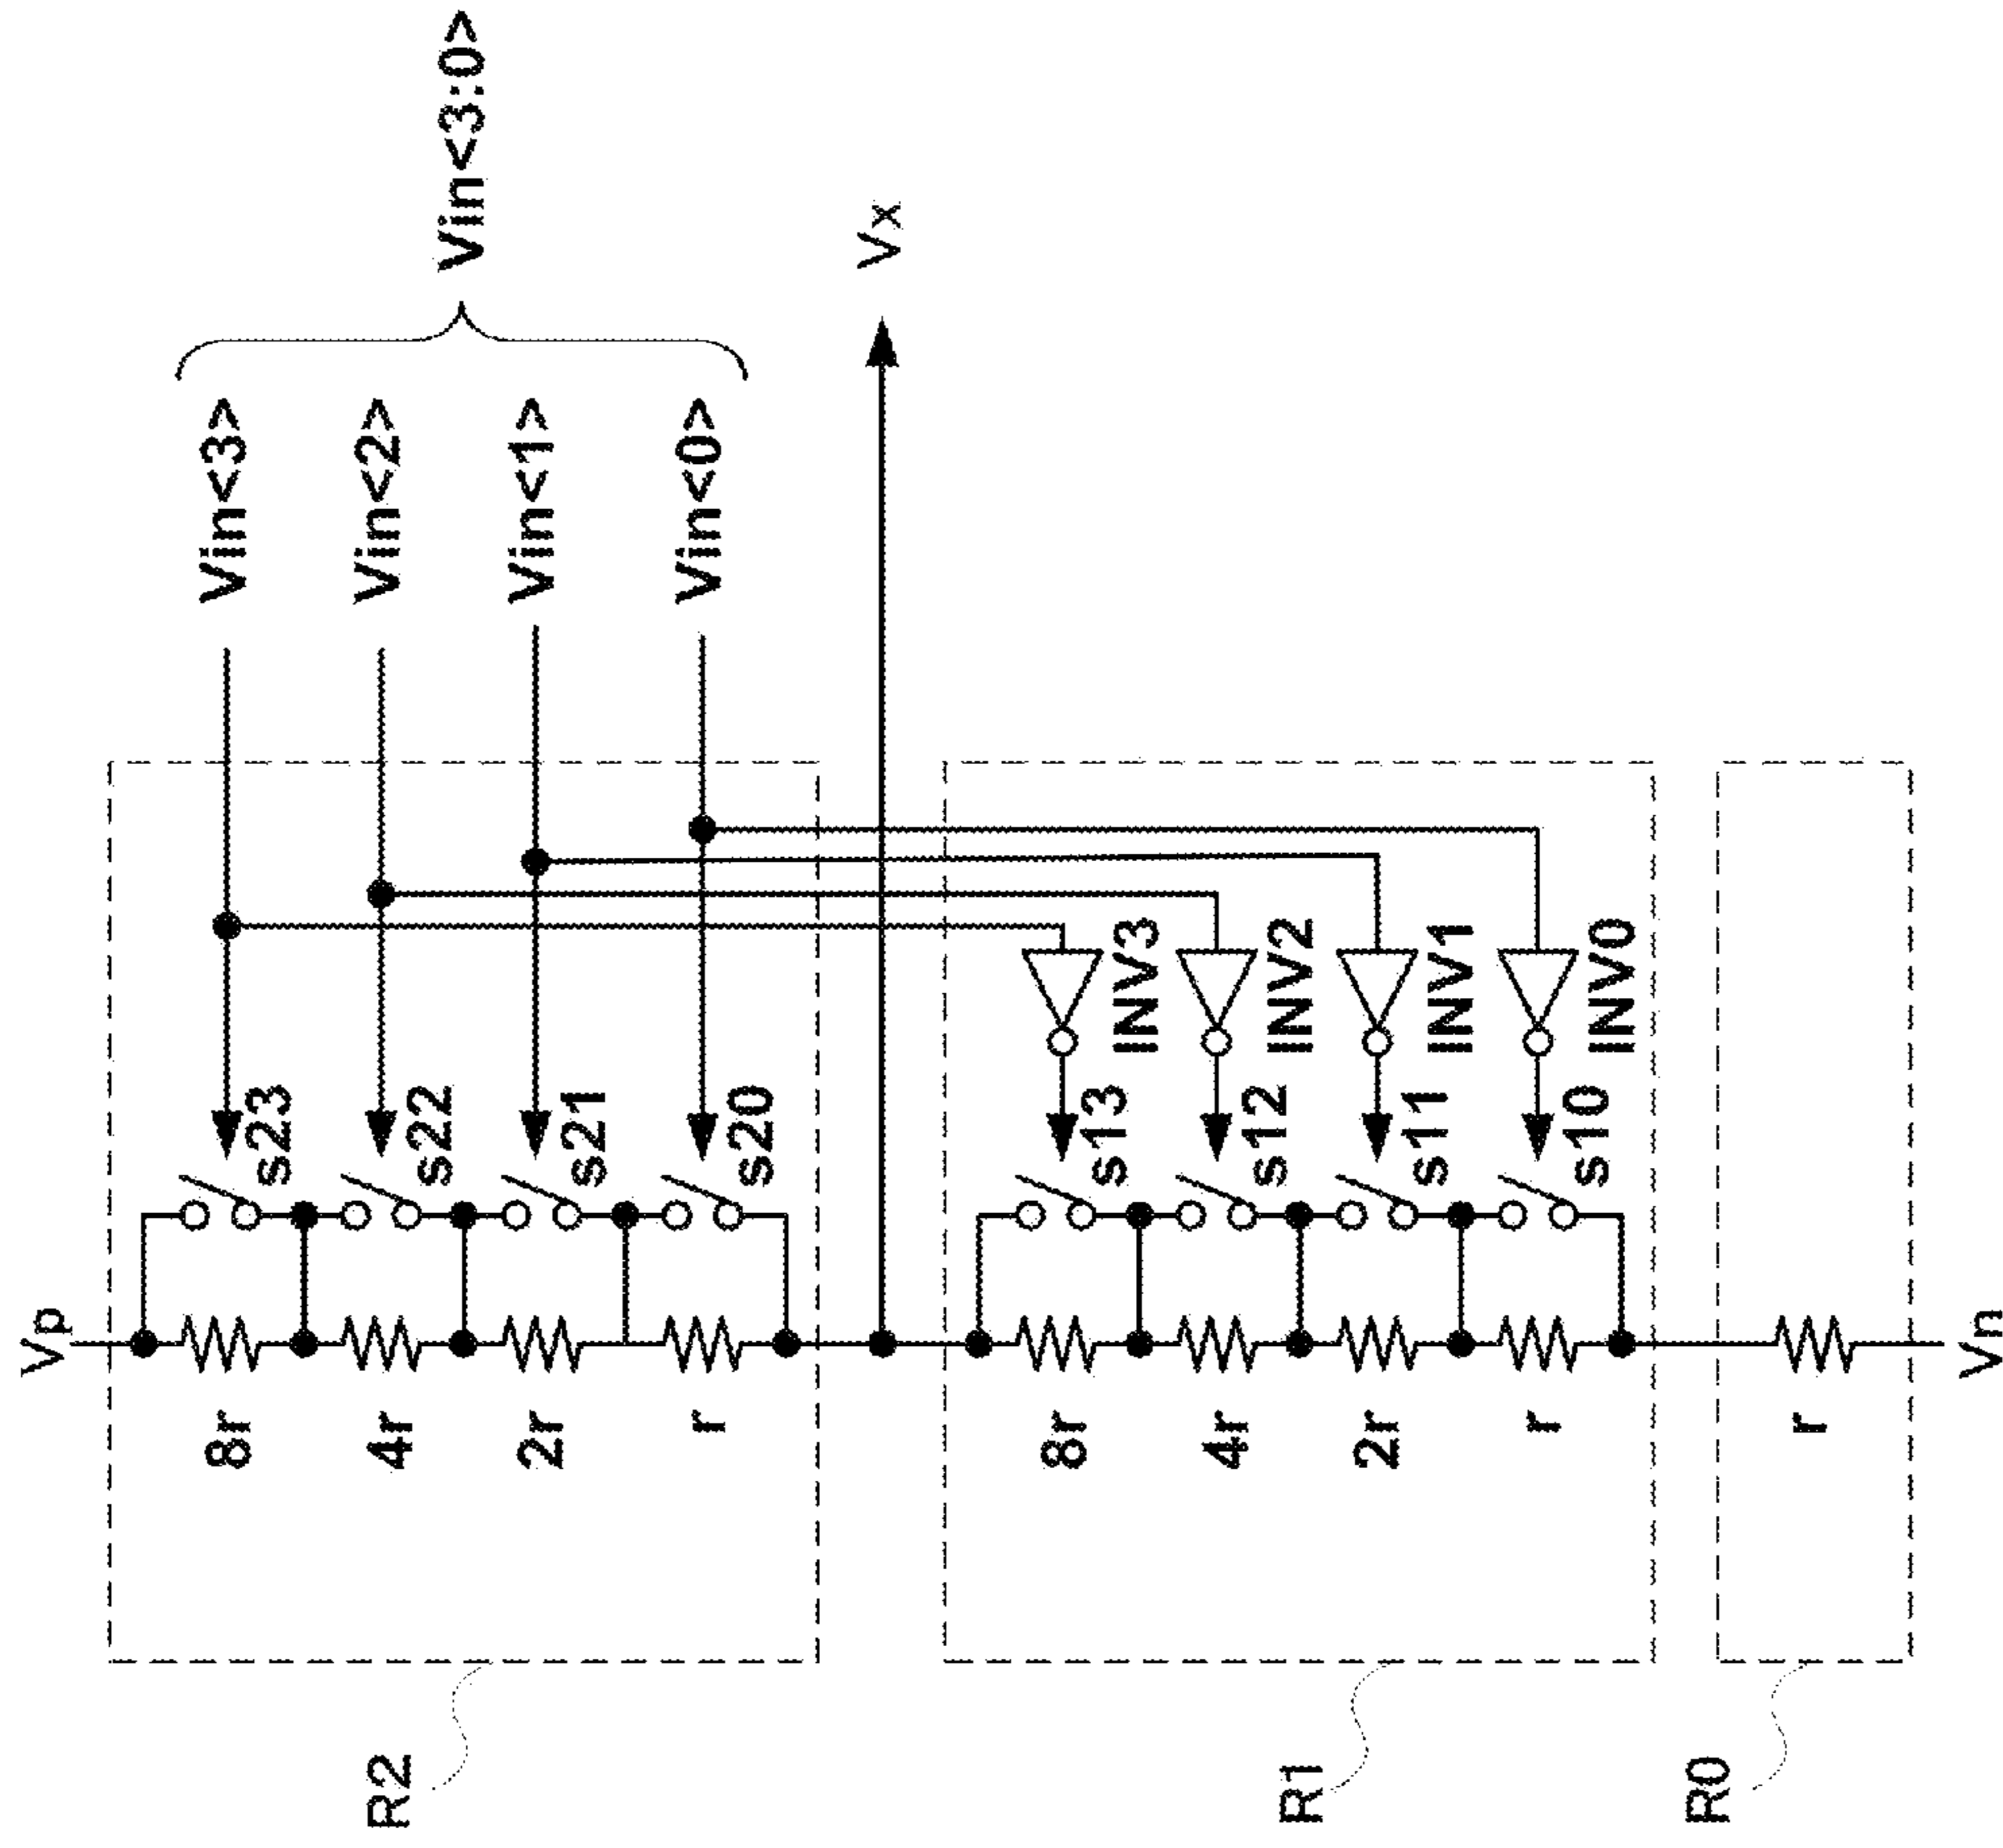 Vp
8r
4r
2r
r
s23
s22
s21
s20
Vin<3>
Vin<2>
Vin<1>
Vin<0>
Vin<3:0>
R2
Vx
8r
4r
2r
r
s13
s12
s11
s10
INV3
INV2
INV1
INV0
R1
r
R0
Vn